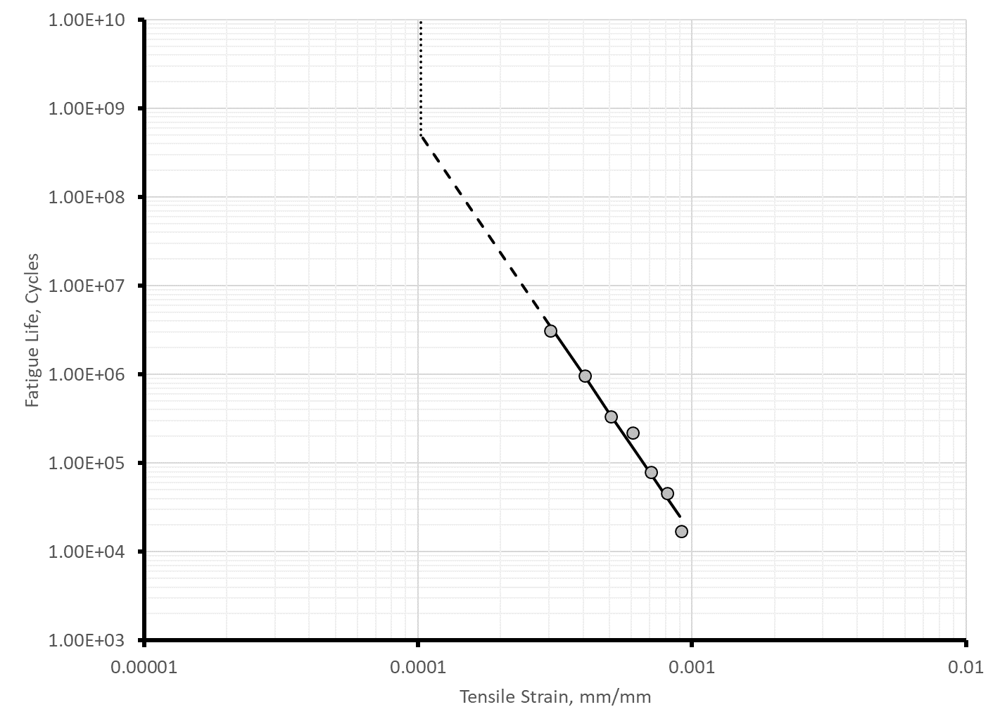 1.00E+10
1.00E+09
1.00E+08
1.00E+07
1.00E+06
1.00E+05
1.00E+04
1.00E+03
Fatigue Life, Cycles
0.00001 0.0001 0.001 0.01
Tensile Strain, mm/mm